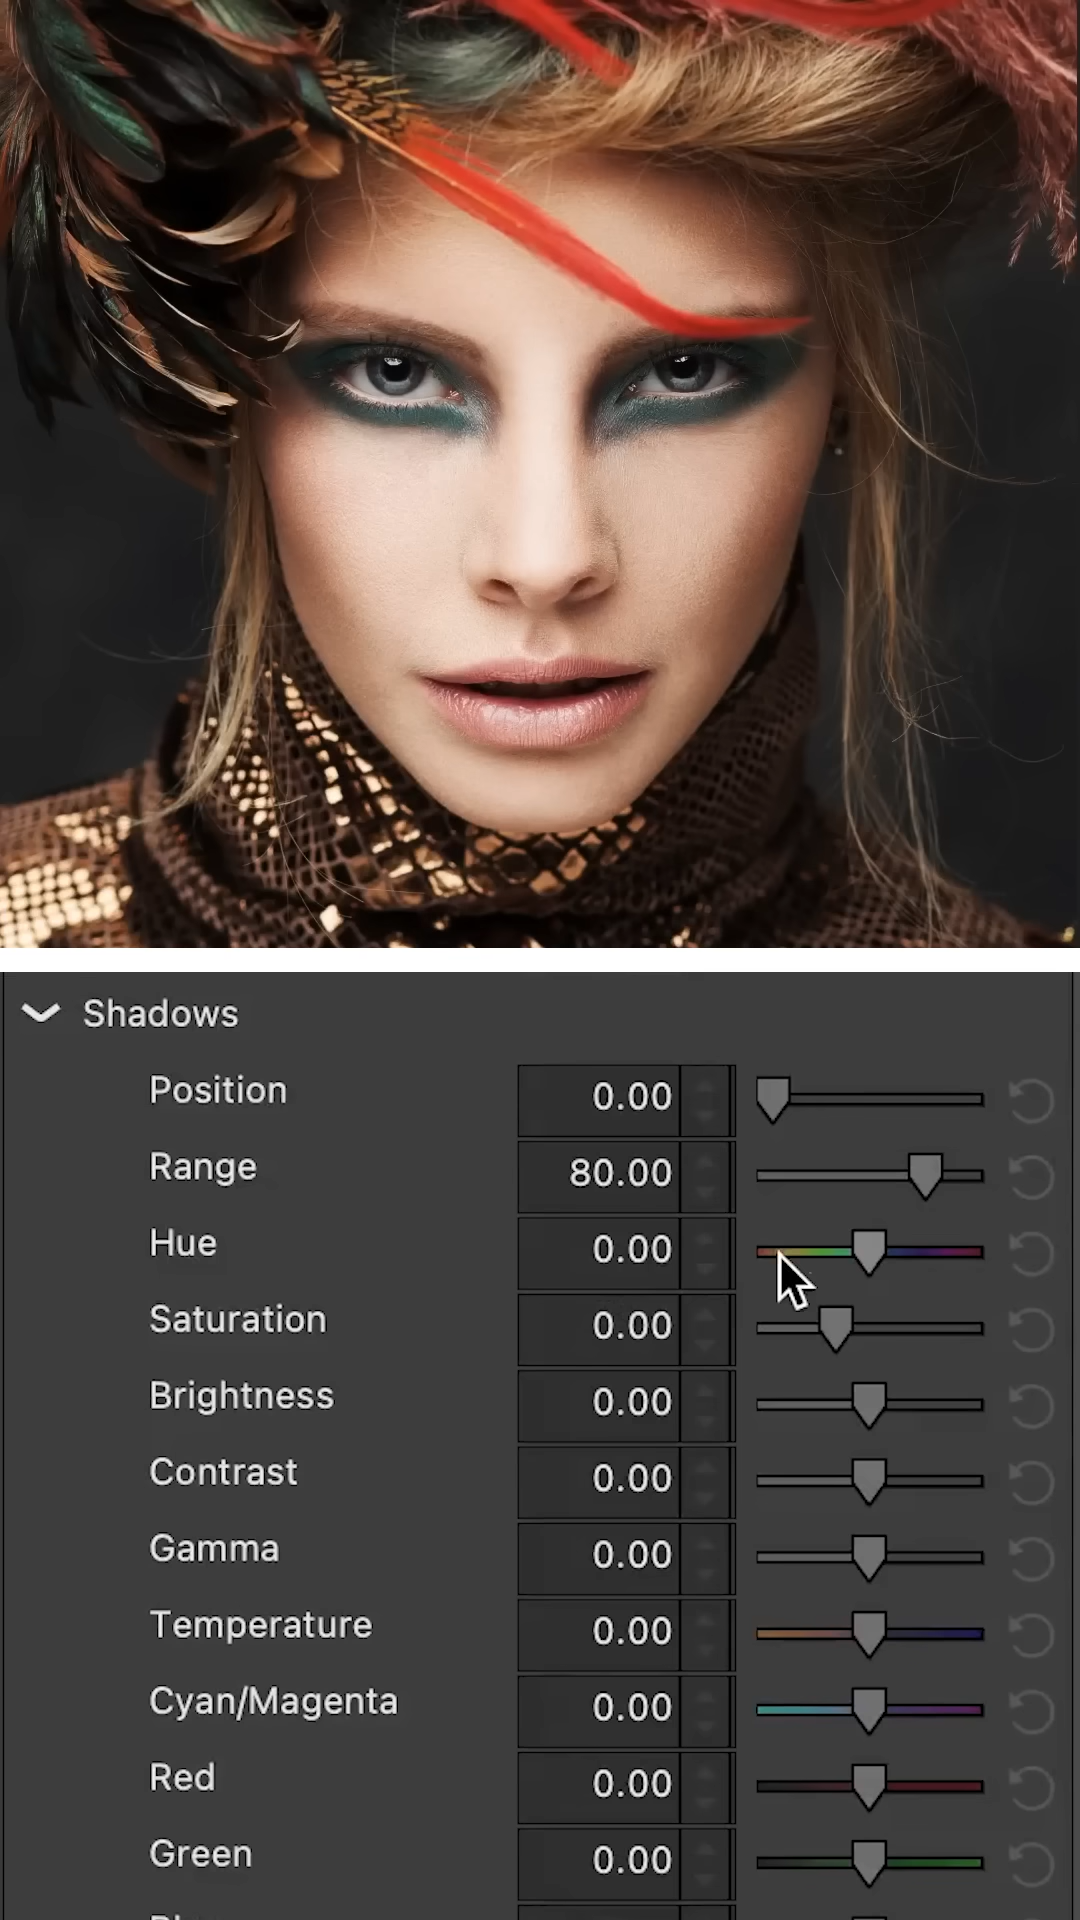 Shadows
Position 0.00
Range 80.00
Hue 0.00
Saturation 0.00
Brightness 0.00
Contrast 0.00
Gamma 0.00
Temperature 0.00
Cyan/Magenta 0.00
Red 0.00
Green 0.00